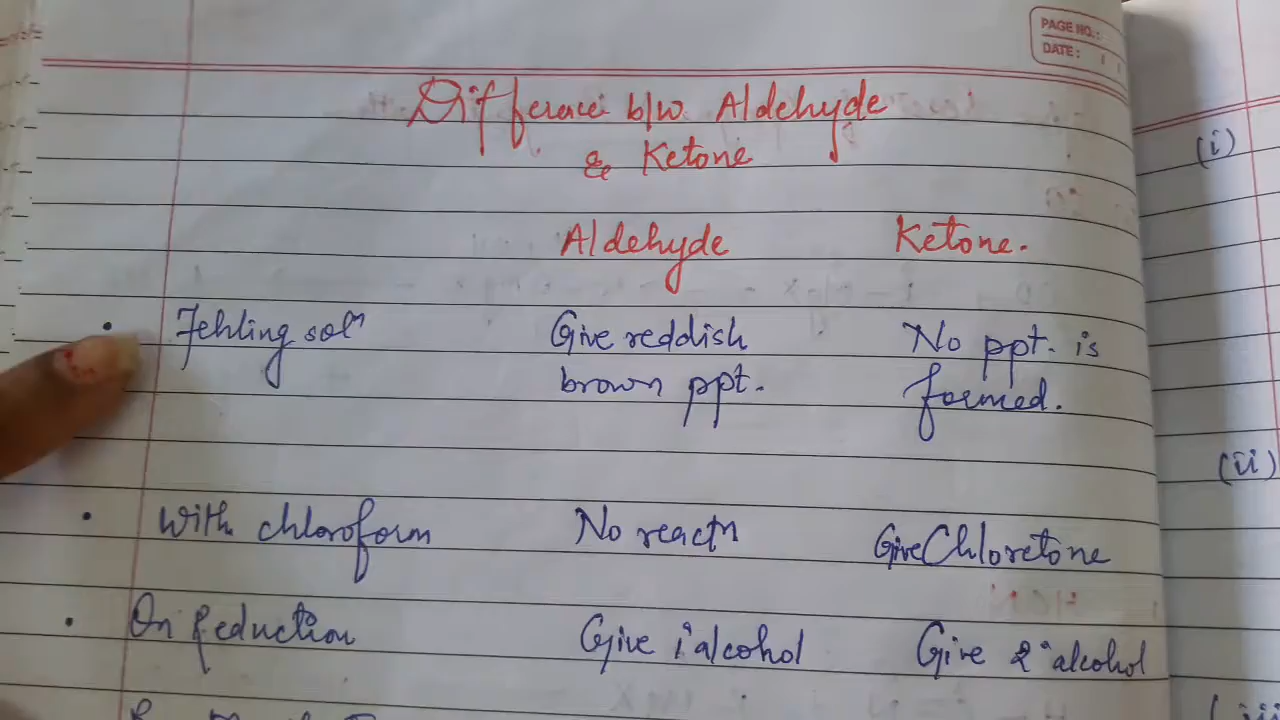 PAGE NO.:
DATE:
Difference b/w Aldehyde
& Ketone
Aldehyde Ketone.
• Fehling solⁿ Give reddish No ppt. is
brown ppt. formed.
• With chloroform No reactn Give Chloretone
• On Reduction Give 1° alcohol Give 2° alcohol
(i)
(ii)